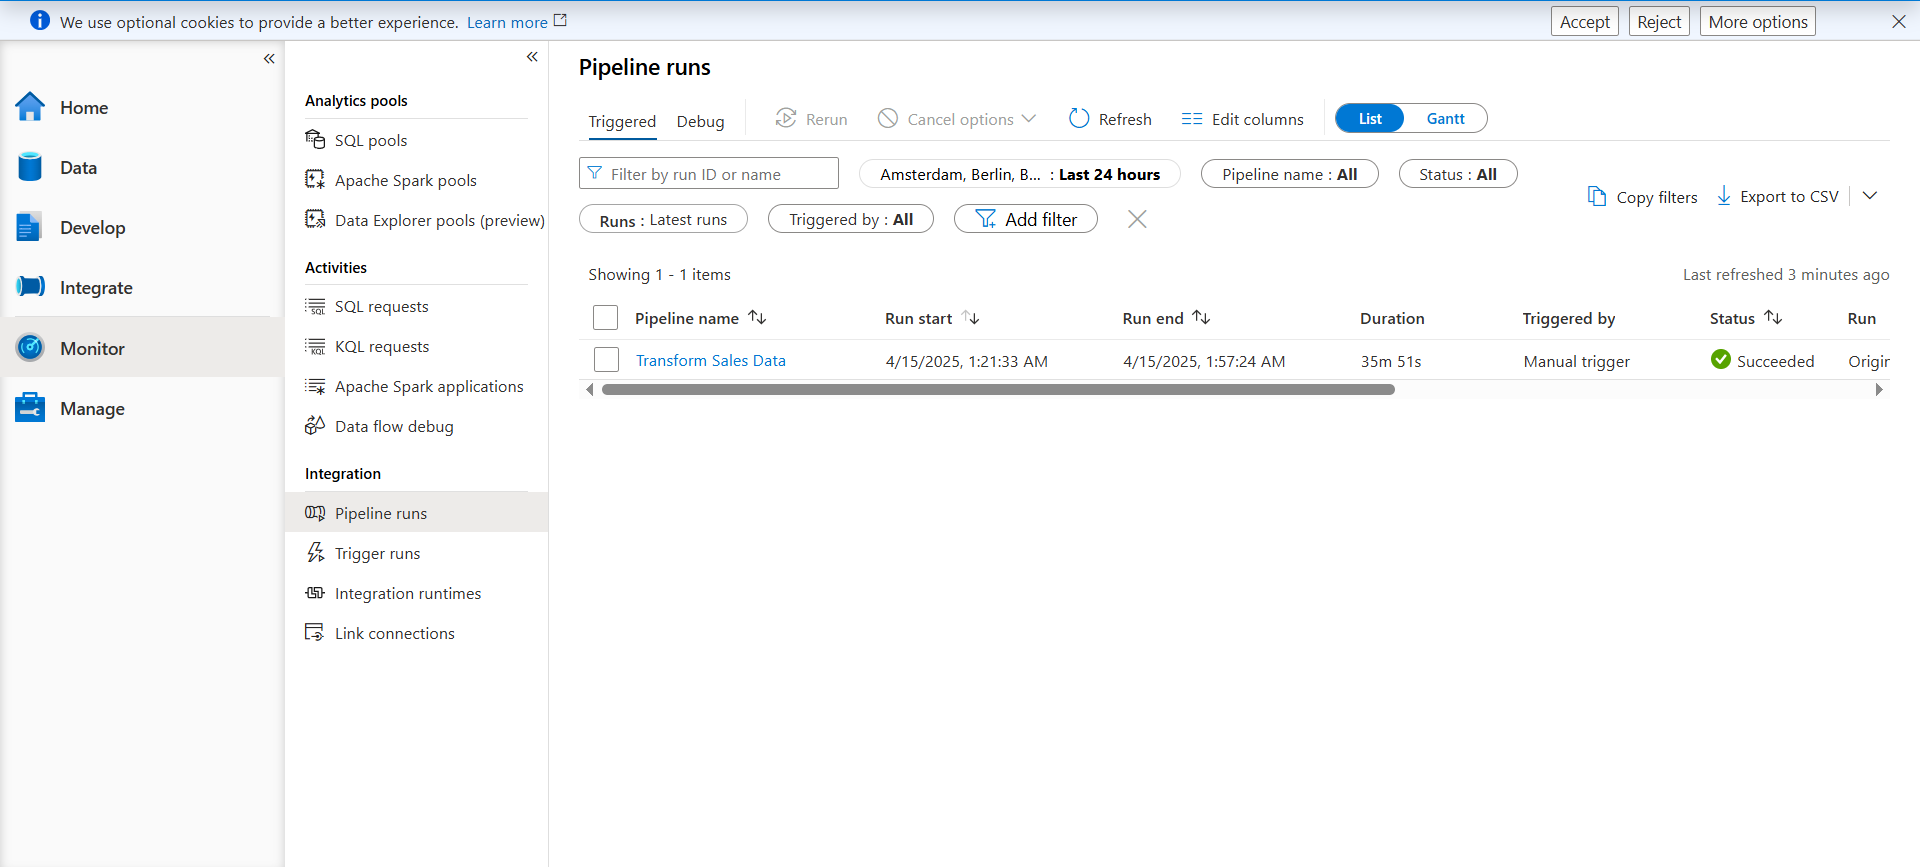 We use optional cookies to provide a better experience. Learn more
Accept
Reject
More options
Home
Data
Develop
Integrate
Monitor
Manage
Analytics pools
SQL pools
Apache Spark pools
Data Explorer pools (preview)
Activities
SQL requests
KQL requests
Apache Spark applications
Data flow debug
Integration
Pipeline runs
Trigger runs
Integration runtimes
Link connections
Pipeline runs
Triggered
Debug
Rerun
Cancel options
Refresh
Edit columns
List
Gantt
Filter by run ID or name
Amsterdam, Berlin, B... : Last 24 hours
Pipeline name : All
Status : All
Runs : Latest runs
Triggered by : All
Add filter
Copy filters
Export to CSV
Showing 1 - 1 items
Last refreshed 3 minutes ago
Pipeline name Run start Run end Duration Triggered by Status Run
Transform Sales Data 4/15/2025, 1:21:33 AM 4/15/2025, 1:57:24 AM 35m 51s Manual trigger Succeeded Origin